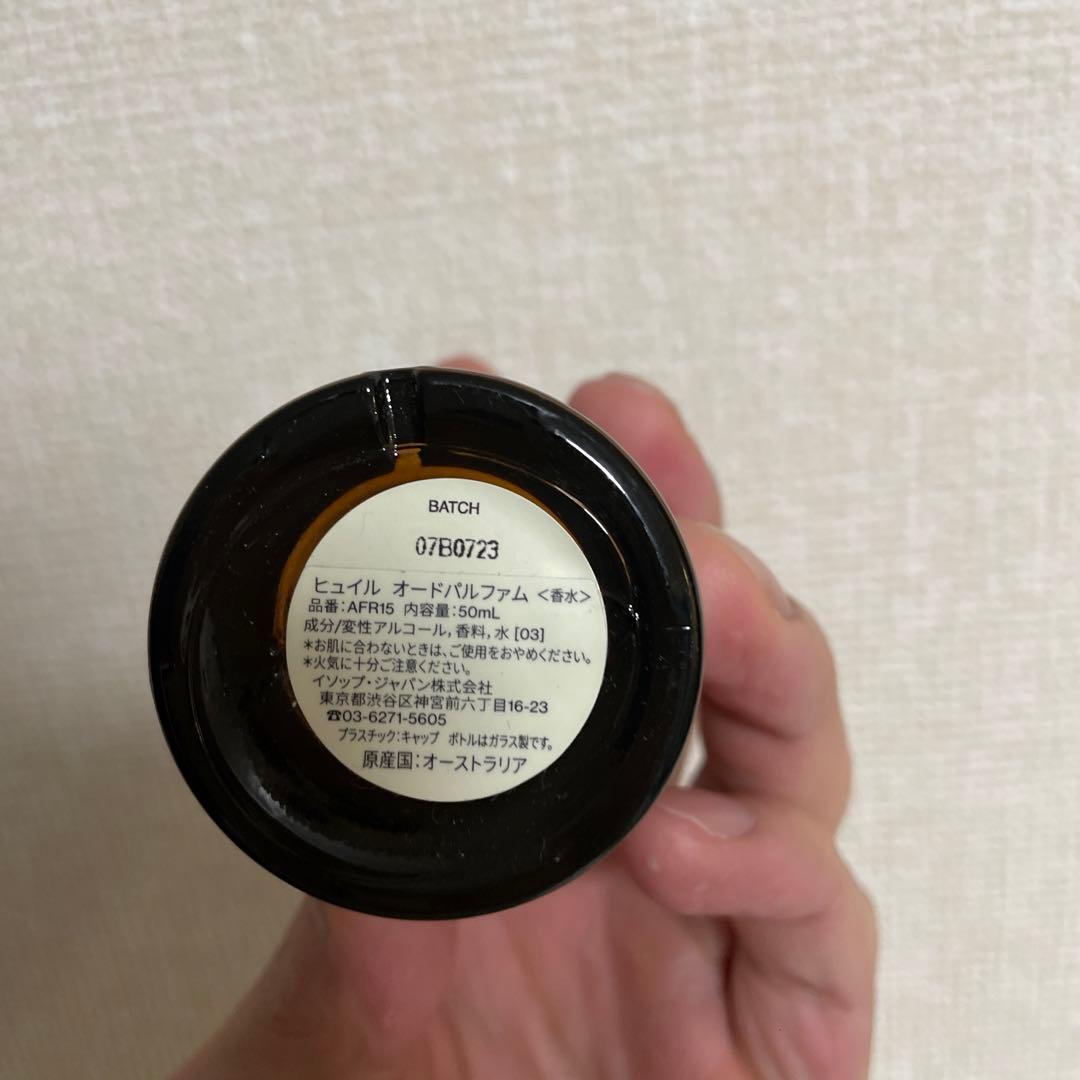 BATCH
07B0723
ヒュイル オードパルファム <香水>
品番:AFR15 内容量:50mL
成分/変性アルコール,香料,水 [03]
*お肌に合わないときは、ご使用をおやめください。
*火気に十分ご注意ください。
イソップ・ジャパン株式会社
東京都渋谷区神宮前六丁目16-23
☎03-6271-5605
プラスチック:キャップ ボトルはガラス製です。
原産国:オーストラリア